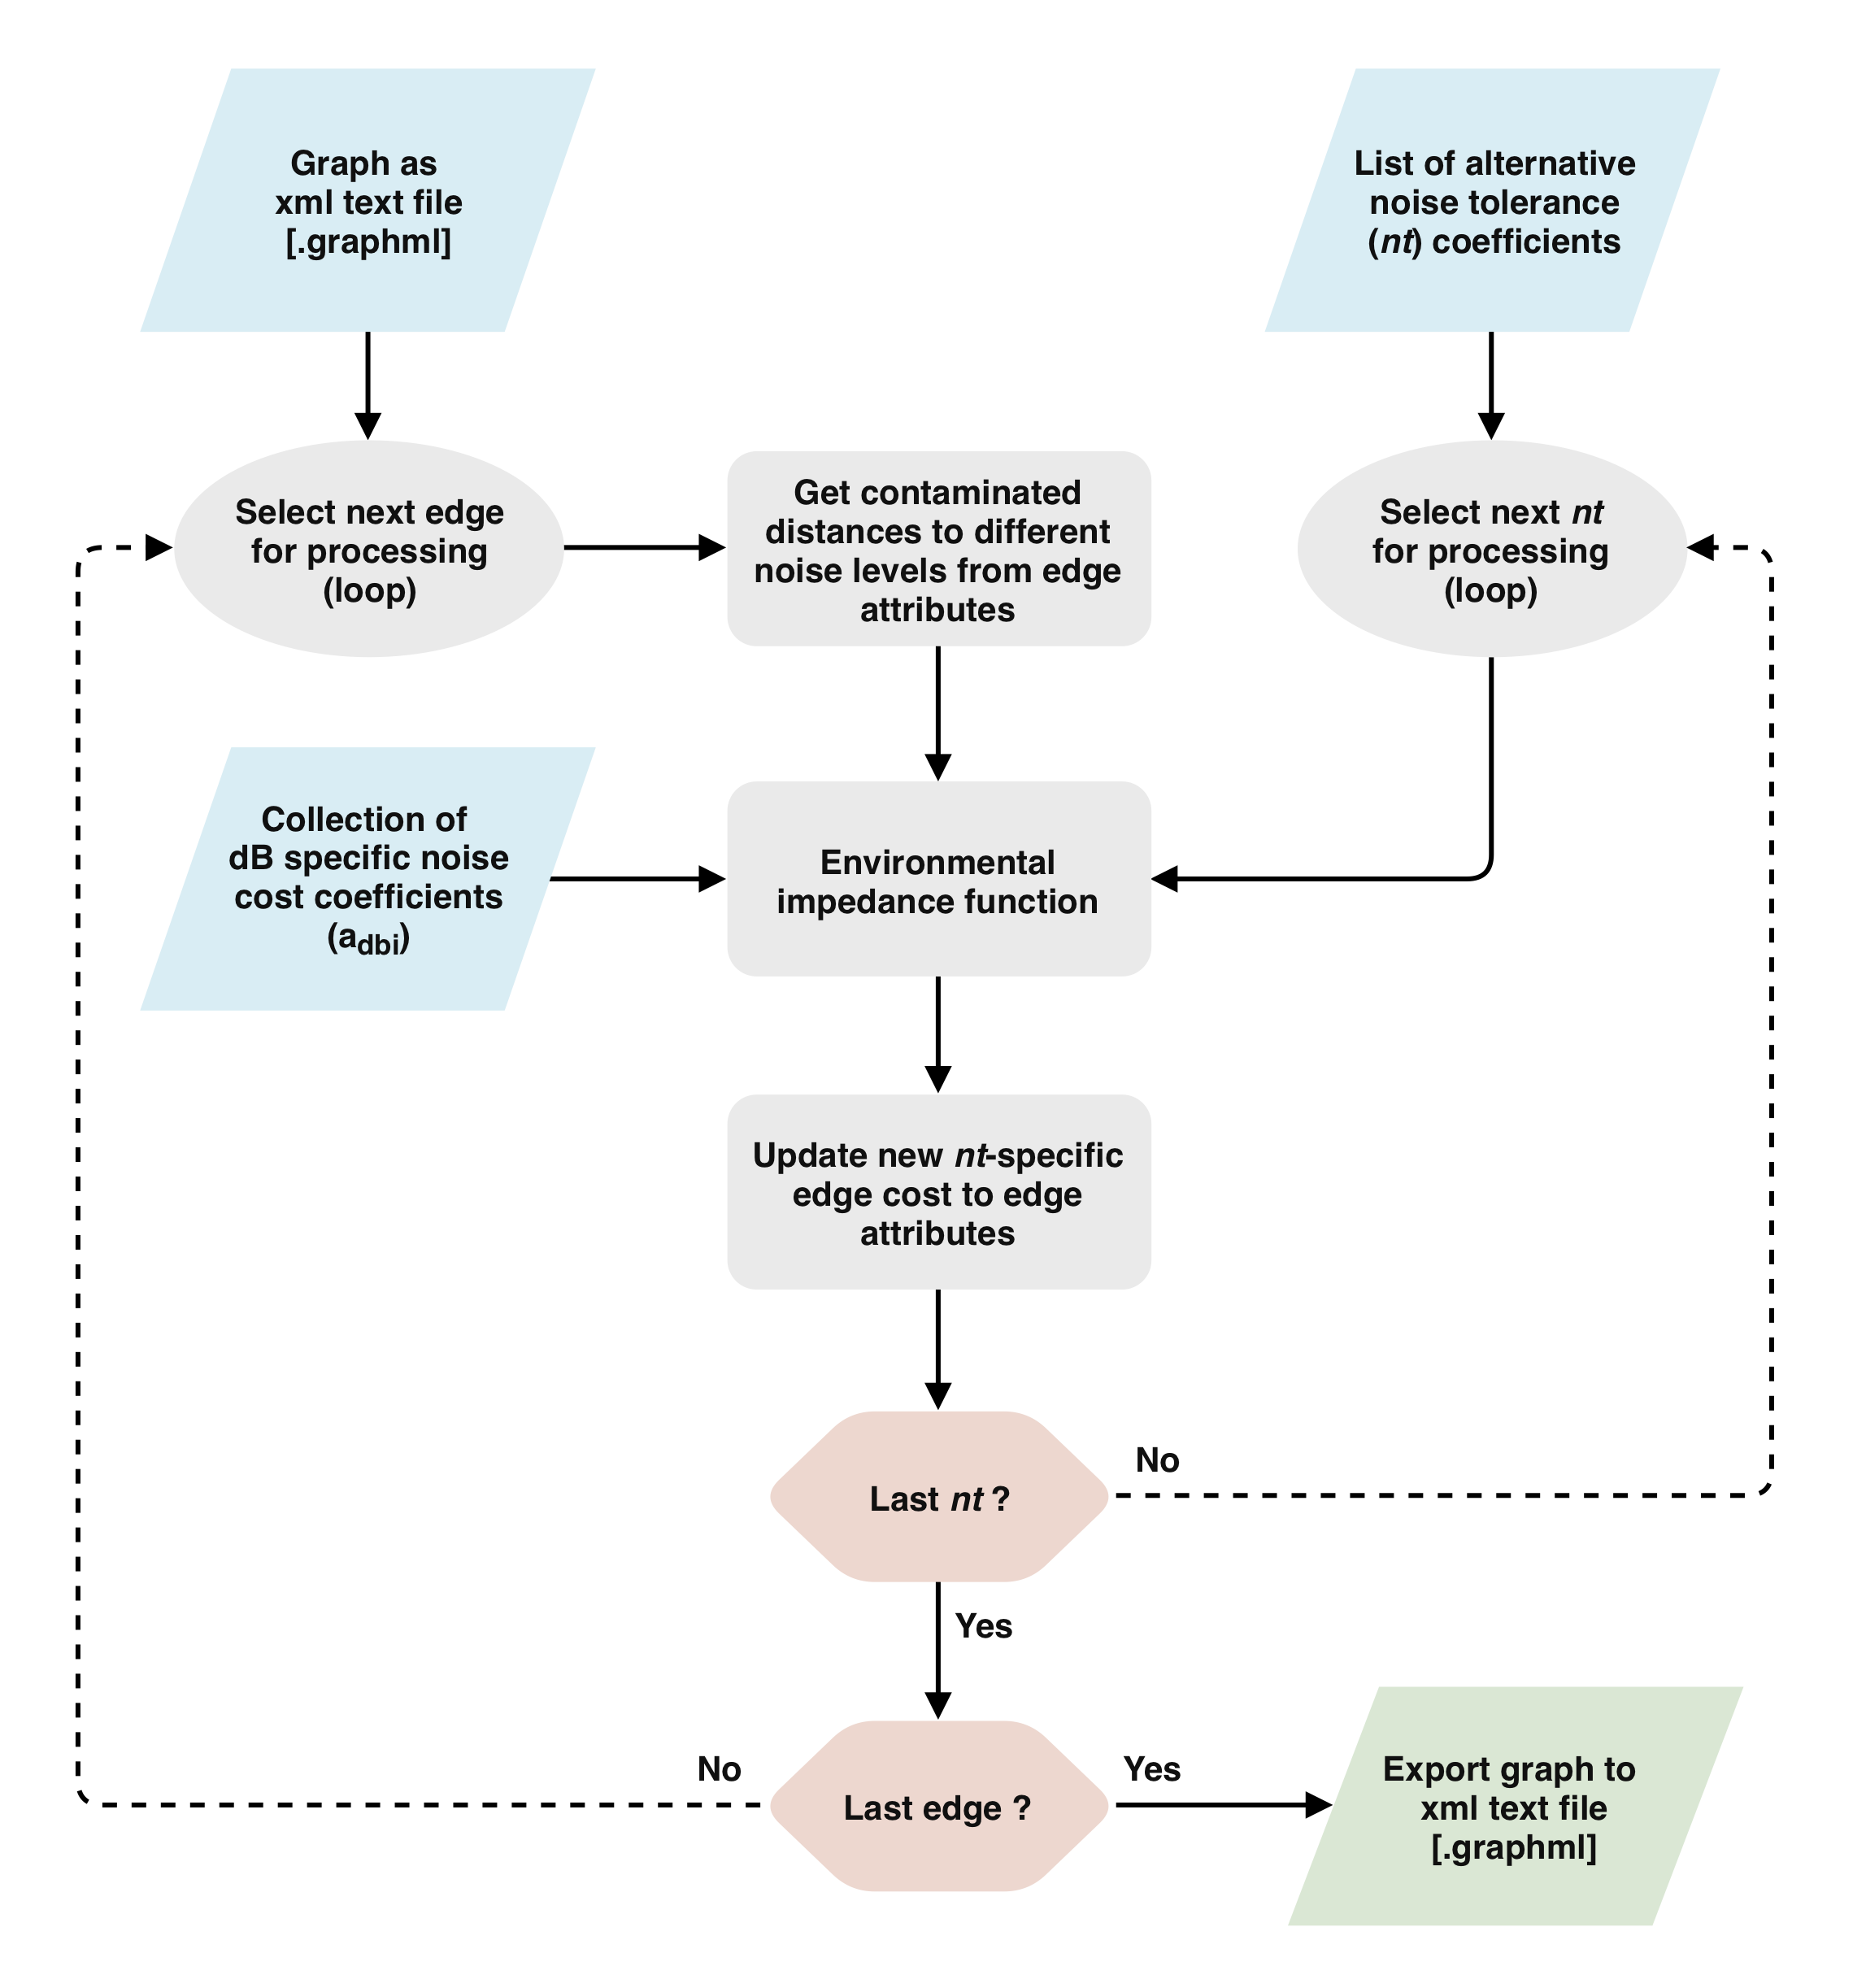 Graph as
xml text file
[.graphml]
List of alternative
noise tolerance
(nt) coefficients
Select next edge
for processing
(loop)
Get contaminated
distances to different
noise levels from edge
attributes
Select next nt
for processing
(loop)
Collection of
dB specific noise
cost coefficients
(adbi)
Environmental
impedance function
Update new nt-specific
edge cost to edge
attributes
Last nt ?
No
Yes
Last edge ?
No
Yes
Export graph to
xml text file
[.graphml]